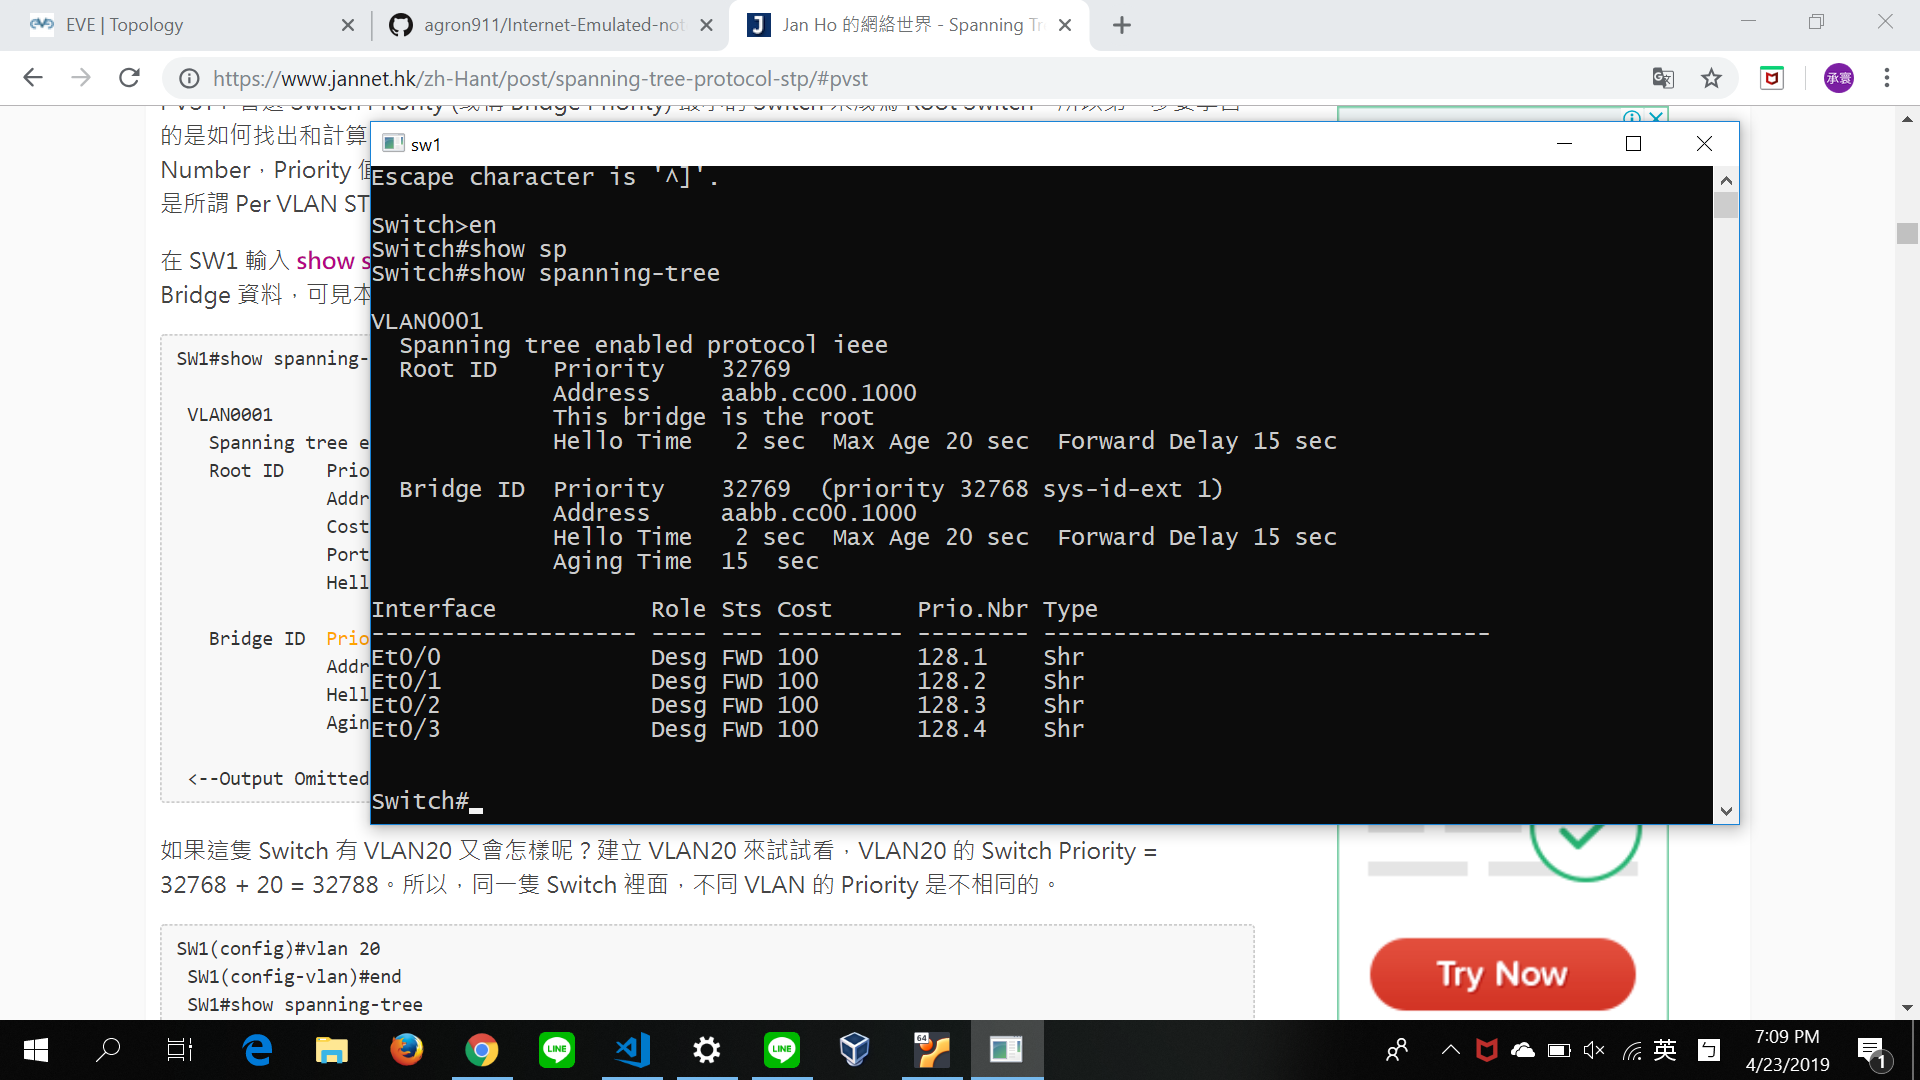 EVE | Topology
agron911/Internet-Emulated-not
Jan Ho 的網絡世界 - Spanning Tr
https://www.jannet.hk/zh-Hant/post/spanning-tree-protocol-stp/#pvst
承寰
的是如何找出和計算
Number，Priority 值
是所謂 Per VLAN ST
在 SW1 輸入 show s
Bridge 資料，可見本
SW1#show spanning-
VLAN0001
Spanning tree e
Root ID Prio
Addr
Cost
Port
Hell
Bridge ID Prio
Addr
Hell
Agin
<--Output Omitted
sw1
Escape character is '^]'.
Switch>en
Switch#show sp
Switch#show spanning-tree
VLAN0001
Spanning tree enabled protocol ieee
Root ID Priority 32769
Address aabb.cc00.1000
This bridge is the root
Hello Time 2 sec Max Age 20 sec Forward Delay 15 sec
Bridge ID Priority 32769 (priority 32768 sys-id-ext 1)
Address aabb.cc00.1000
Hello Time 2 sec Max Age 20 sec Forward Delay 15 sec
Aging Time 15 sec
Interface Role Sts Cost Prio.Nbr Type
------------------- ---- --- --------- -------- --------------------------------
Et0/0 Desg FWD 100 128.1 Shr
Et0/1 Desg FWD 100 128.2 Shr
Et0/2 Desg FWD 100 128.3 Shr
Et0/3 Desg FWD 100 128.4 Shr
Switch#
如果這隻 Switch 有 VLAN20 又會怎樣呢？建立 VLAN20 來試試看，VLAN20 的 Switch Priority =
32768 + 20 = 32788。所以，同一隻 Switch 裡面，不同 VLAN 的 Priority 是不相同的。
SW1(config)#vlan 20
SW1(config-vlan)#end
SW1#show spanning-tree
Try Now
LINE
LINE
64
英
7:09 PM
4/23/2019
1